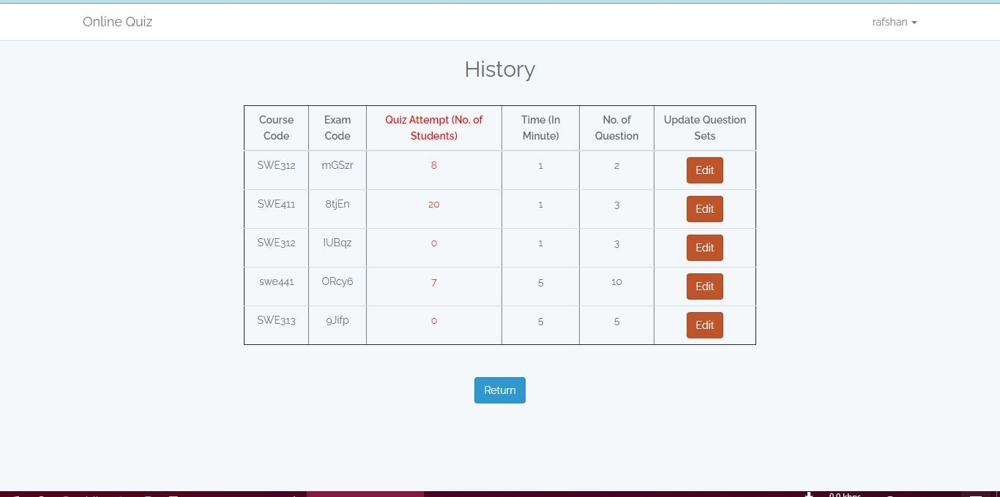 Online Quiz
rafshan
History
Course Code Exam Code Quiz Attempt (No. of Students) Time (In Minute) No. of Question Update Question Sets
SWE312 mGSzr 8 1 2 Edit
SWE411 8tjEn 20 1 3 Edit
SWE312 IUBqz 0 1 3 Edit
swe441 ORcy6 7 5 10 Edit
SWE313 9Jifp 0 5 5 Edit
Return